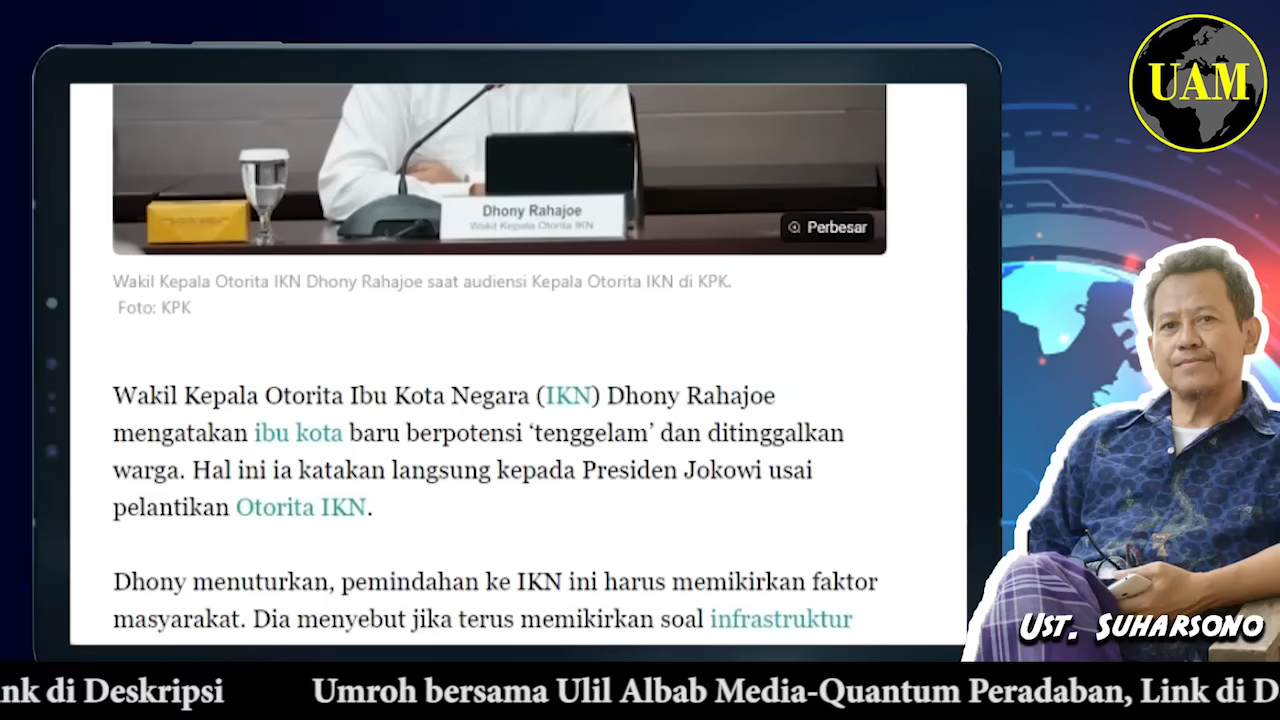 UAM
Dhony Rahajoe
Wakil Kepala Otorita IKN
Perbesar
Wakil Kepala Otorita IKN Dhony Rahajoe saat audiensi Kepala Otorita IKN di KPK.
Foto: KPK
Wakil Kepala Otorita Ibu Kota Negara (IKN) Dhony Rahajoe
mengatakan ibu kota baru berpotensi ‘tenggelam’ dan ditinggalkan
warga. Hal ini ia katakan langsung kepada Presiden Jokowi usai
pelantikan Otorita IKN.
Dhony menuturkan, pemindahan ke IKN ini harus memikirkan faktor
masyarakat. Dia menyebut jika terus memikirkan soal infrastruktur
Ust. Suharsono
nk di Deskripsi Umroh bersama Ulil Albab Media-Quantum Peradaban, Link di D